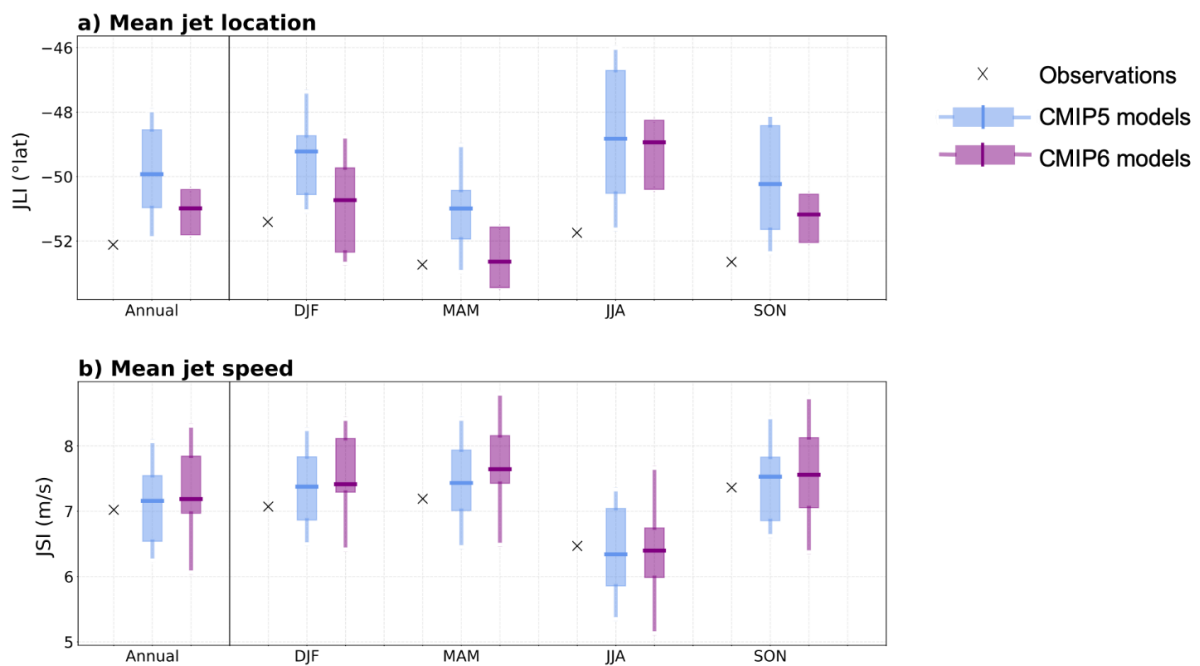 a) Mean jet location
JLI (°lat)
−46
−48
−50
−52
Annual DJF MAM JJA SON
× Observations
CMIP5 models
CMIP6 models
b) Mean jet speed
JSI (m/s)
8
7
6
5
Annual DJF MAM JJA SON